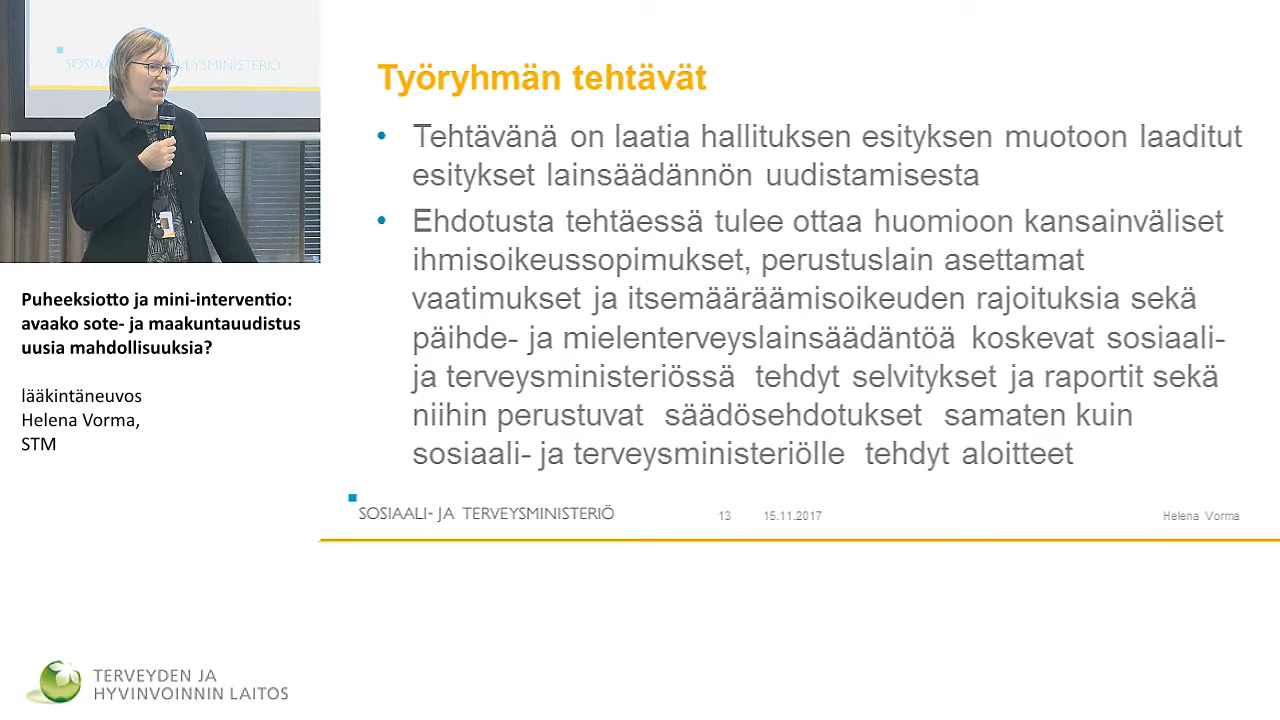 SOSIAALI- JA TERVEYSMINISTERIÖ
Puheeksiotto ja mini-interventio:
avaako sote- ja maakuntauudistus
uusia mahdollisuuksia?
lääkintäneuvos
Helena Vorma,
STM
Työryhmän tehtävät
• Tehtävänä on laatia hallituksen esityksen muotoon laaditut
esitykset lainsäädännön uudistamisesta
• Ehdotusta tehtäessä tulee ottaa huomioon kansainväliset
ihmisoikeussopimukset, perustuslain asettamat
vaatimukset ja itsemääräämisoikeuden rajoituksia sekä
päihde- ja mielenterveyslainsäädäntöä koskevat sosiaali-
ja terveysministeriössä tehdyt selvitykset ja raportit sekä
niihin perustuvat säädösehdotukset samaten kuin
sosiaali- ja terveysministeriölle tehdyt aloitteet
SOSIAALI- JA TERVEYSMINISTERIÖ 13 15.11.2017 Helena Vorma
TERVEYDEN JA
HYVINVOINNIN LAITOS